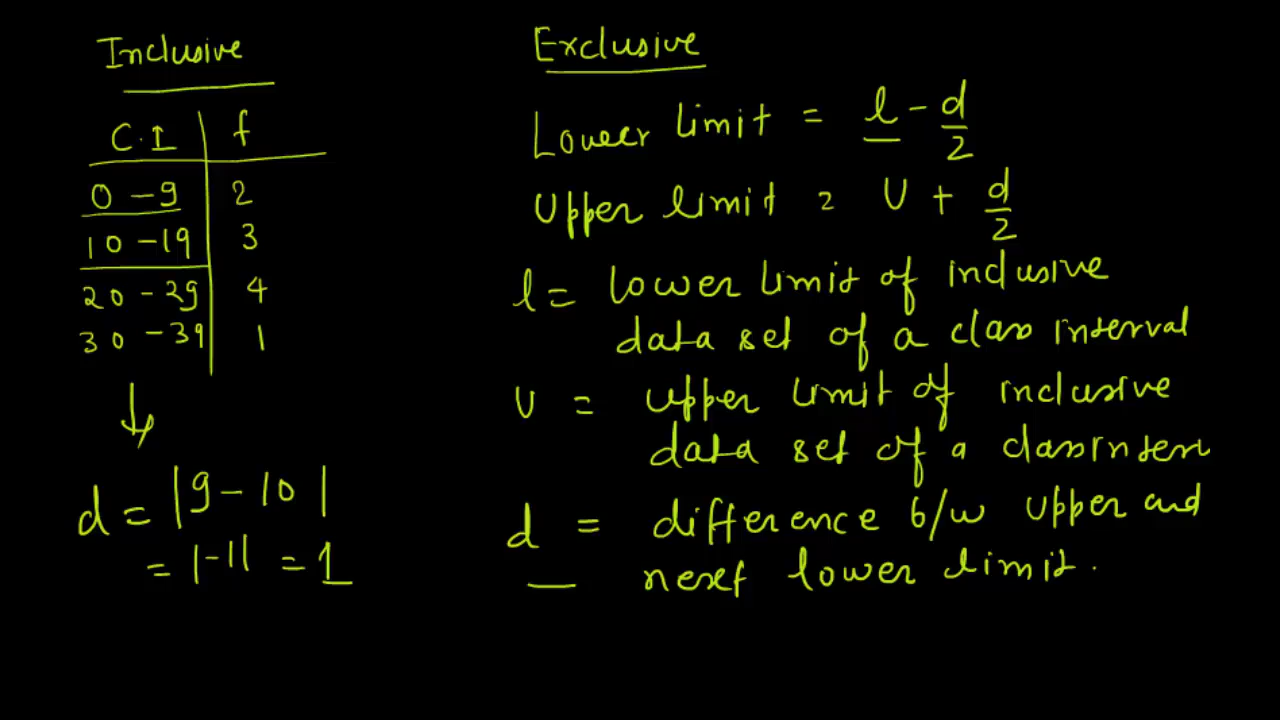 Inclusive
C.I f
0 - 9 2
10 - 19 3
20 - 29 4
30 - 39 1
d = |9 - 10|
= |-1| = 1
Exclusive
Lower limit = l - d/2
Upper limit = U + d/2
l = lower limit of inclusive
data set of a class interval
U = upper limit of inclusive
data set of a class interv
d = difference b/w upper and
next lower limit.